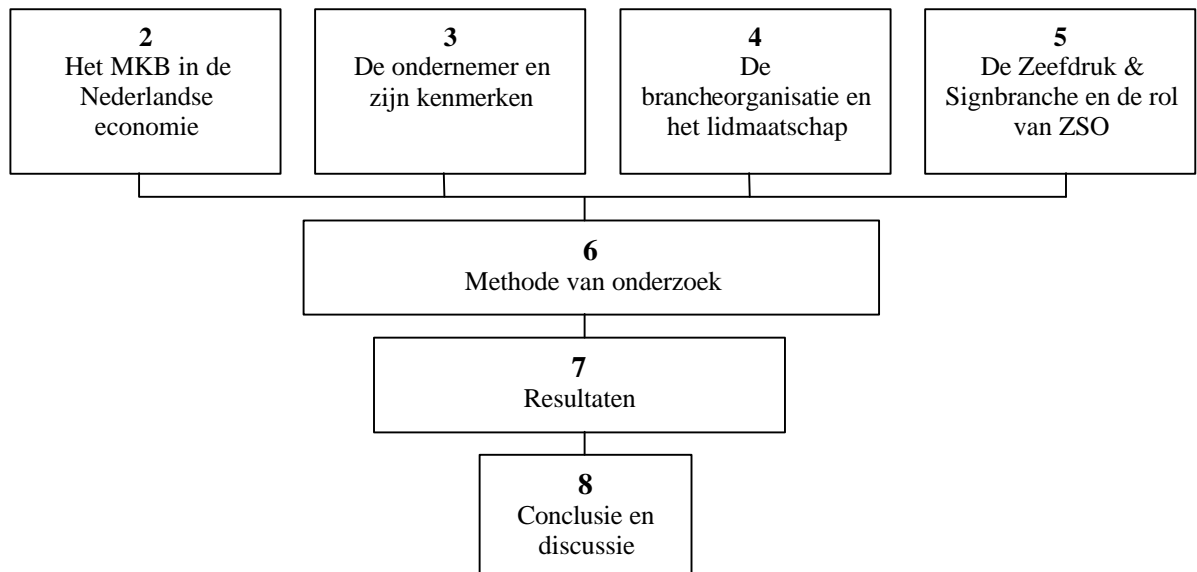 2
Het MKB in de
Nederlandse
economie
3
De ondernemer en
zijn kenmerken
4
De
brancheorganisatie en
het lidmaatschap
5
De Zeefdruk &
Signbranche en de rol
van ZSO
6
Methode van onderzoek
7
Resultaten
8
Conclusie en
discussie